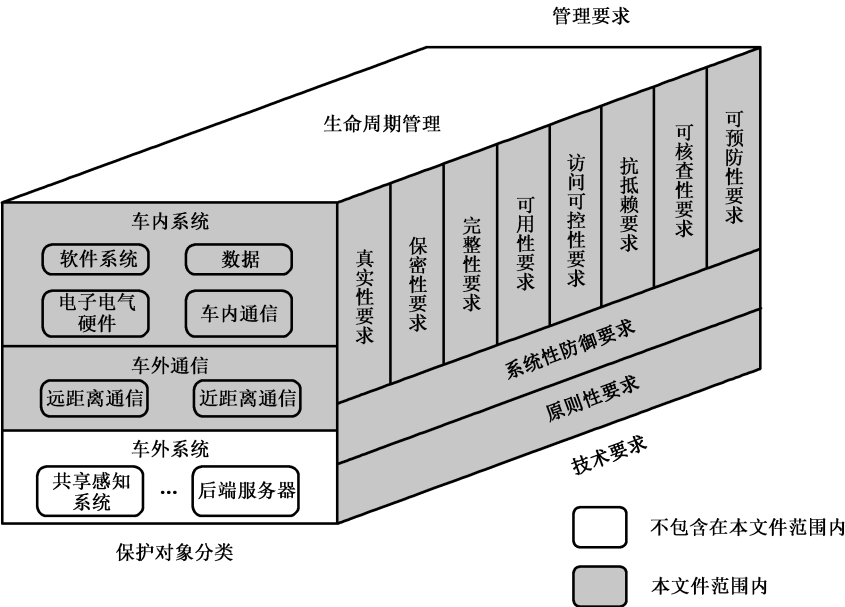 管理要求
生命周期管理
车内系统
软件系统
数据
电子电气
硬件
车内通信
车外通信
远距离通信
近距离通信
车外系统
共享感知
系统
...
后端服务器
保护对象分类
真实性要求
保密性要求
完整性要求
可用性要求
访问可控性要求
抗抵赖要求
可核查性要求
可预防性要求
系统性防御要求
原则性要求
技术要求
不包含在本文件范围内
本文件范围内